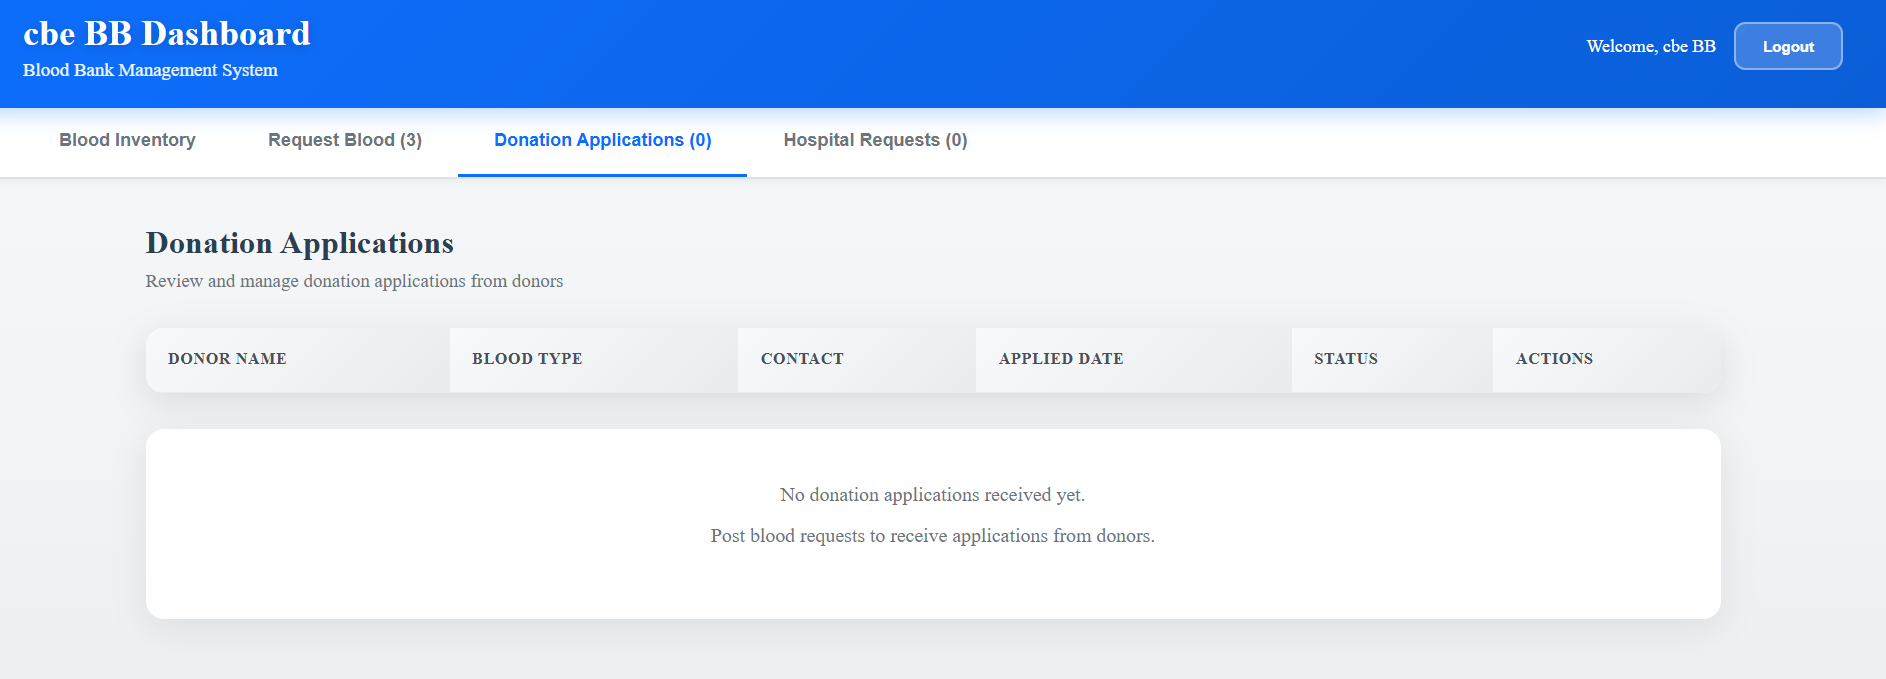 cbe BB Dashboard
Blood Bank Management System
Welcome, cbe BB
Logout
Blood Inventory
Request Blood (3)
Donation Applications (0)
Hospital Requests (0)
Donation Applications
Review and manage donation applications from donors
DONOR NAME
BLOOD TYPE
CONTACT
APPLIED DATE
STATUS
ACTIONS
No donation applications received yet.
Post blood requests to receive applications from donors.